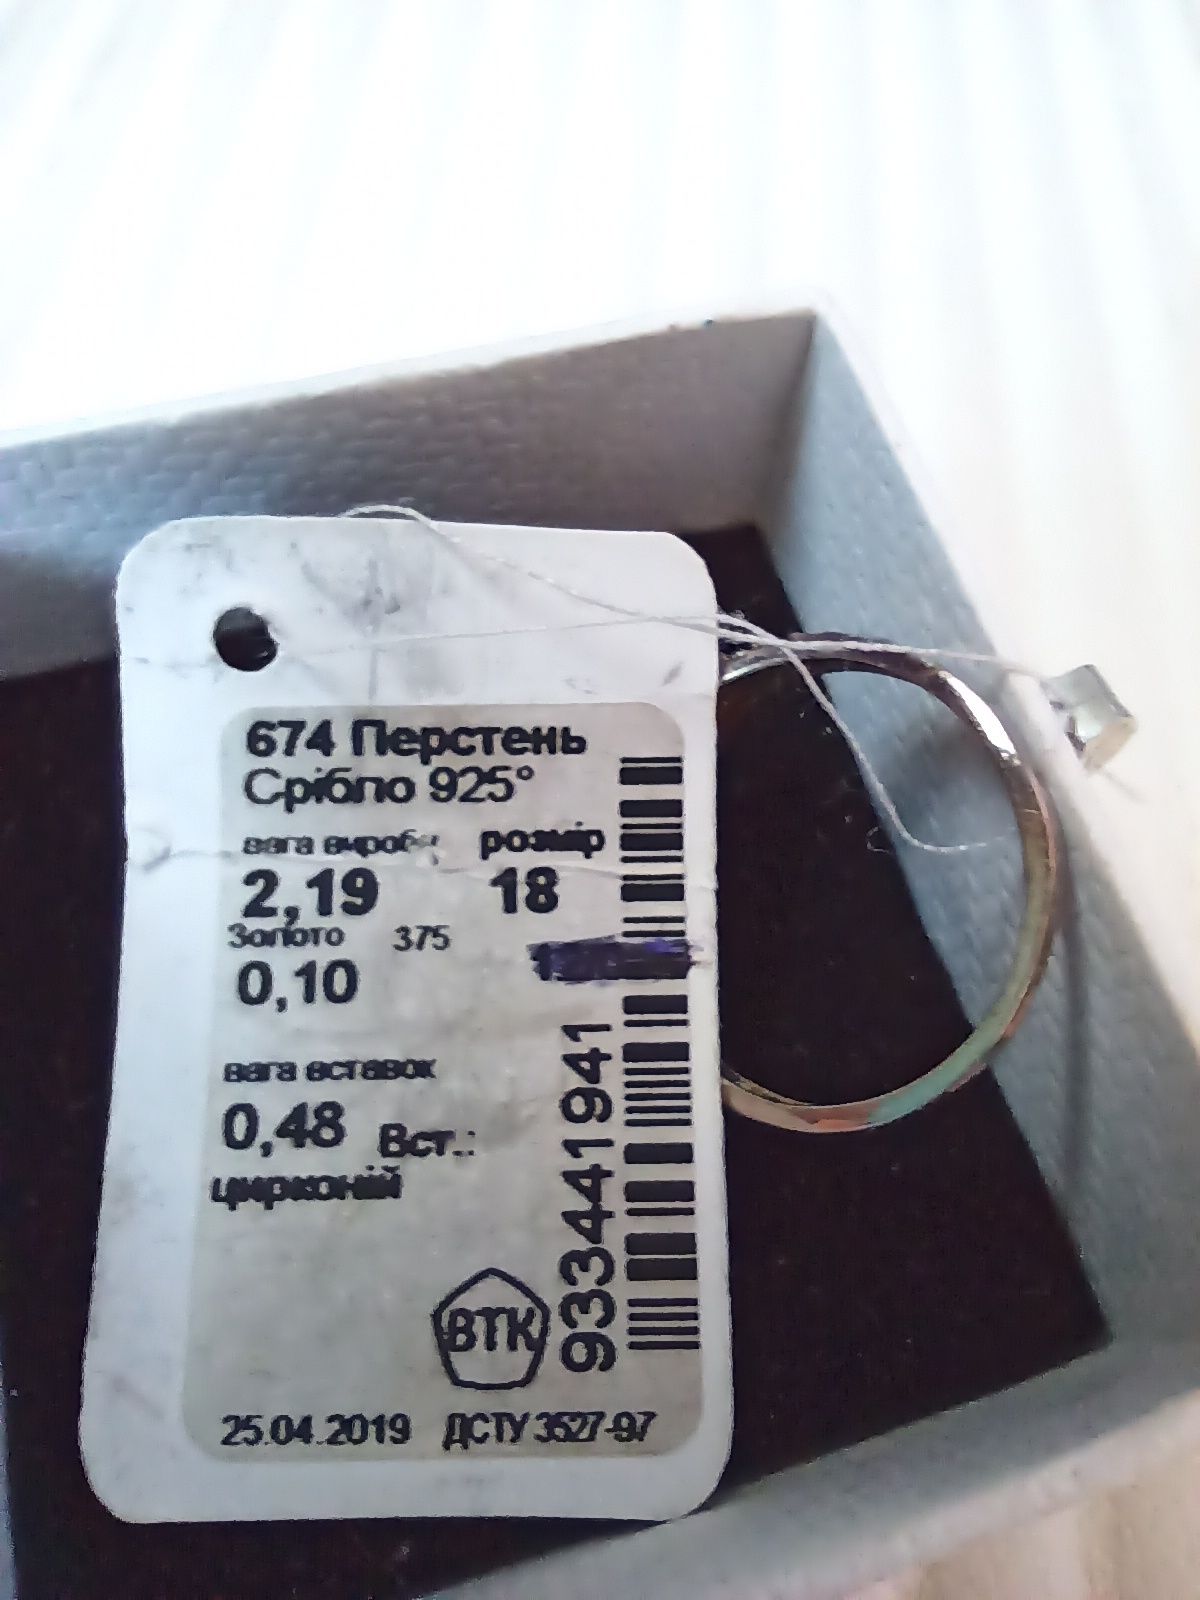 674 Перстень
Срібло 925°
вага виробу розмір
2,19 18
Золото 375
0,10
вага вставок
0,48 Вст.:
цирконій
933441941
ВТК
25.04.2019 ДСТУ 3527-97